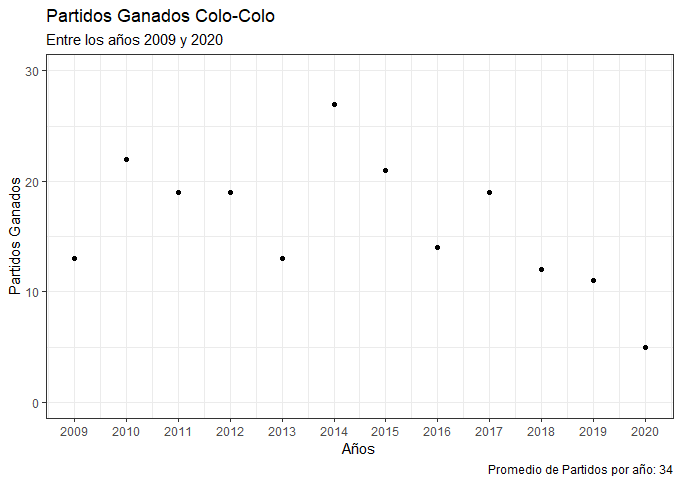 Partidos Ganados Colo-Colo
Entre los años 2009 y 2020
Partidos Ganados
30
20
10
0
2009 2010 2011 2012 2013 2014 2015 2016 2017 2018 2019 2020
Años
Promedio de Partidos por año: 34